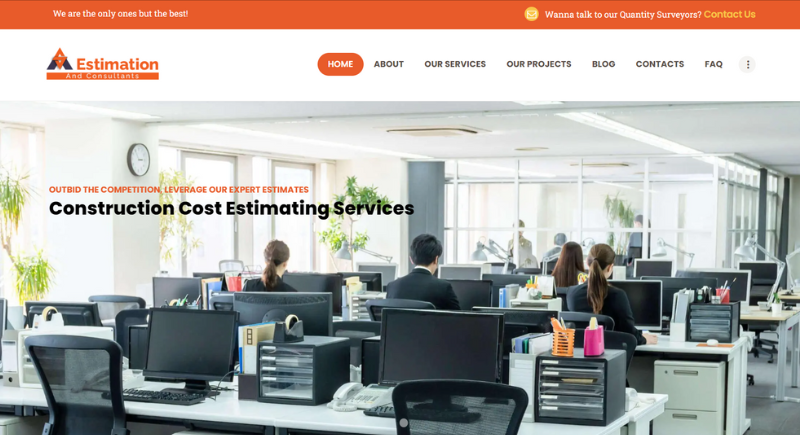 We are the only ones but the best!
Wanna talk to our Quantity Surveyors? Contact Us
Estimation
And Consultants
HOME ABOUT OUR SERVICES OUR PROJECTS BLOG CONTACTS FAQ
OUTBID THE COMPETITION, LEVERAGE OUR EXPERT ESTIMATES
Construction Cost Estimating Services